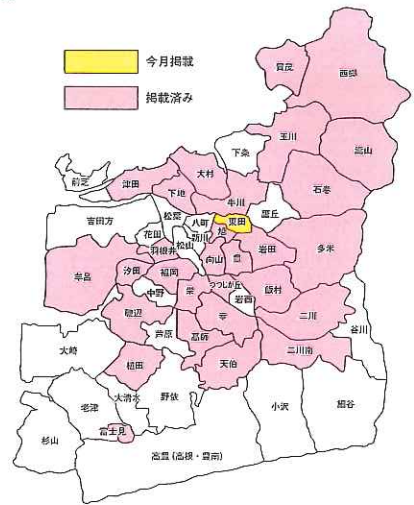 今月掲載
掲載済み
西郷
賀茂
玉川
嵩山
下条
石巻
大村
前芝
津田
下地
牛川
鷹丘
松葉
八町
東田
吉田方
花田
松山
新川
旭
羽根井
向山
豊
岩田
多米
牟呂
汐田
福岡
中野
栄
つつじが丘
岩西
飯村
二川
磯辺
幸
谷川
芦原
高師
二川南
大崎
植田
天伯
大清水
野依
老津
小沢
細谷
富士見
杉山
高豊(高根・豊南)